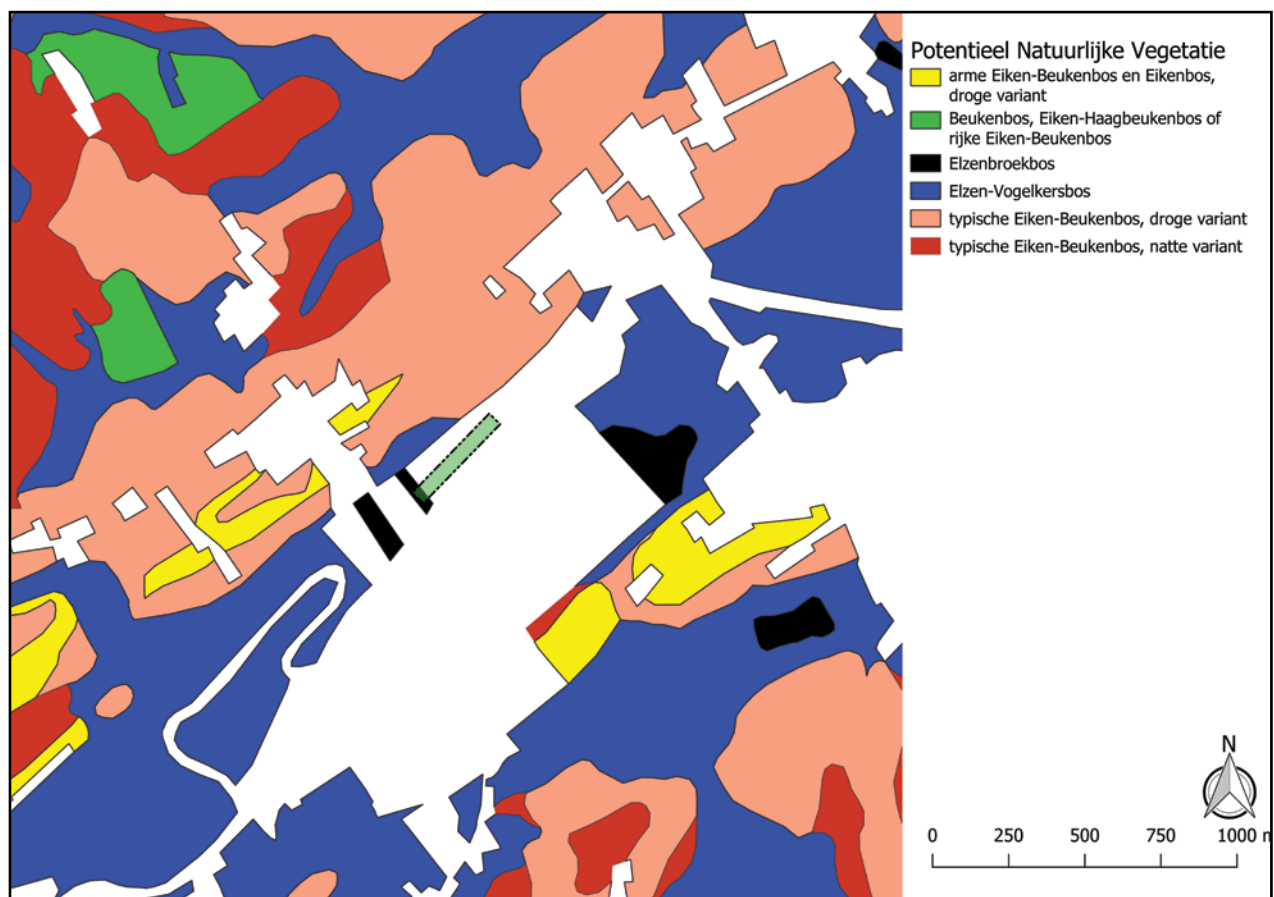 Potentieel Natuurlijke Vegetatie
arme Eiken-Beukenbos en Eikenbos,
droge variant
Beukenbos, Eiken-Haagbeukenbos of
rijke Eiken-Beukenbos
Elzenbroekbos
Elzen-Vogelkersbos
typische Eiken-Beukenbos, droge variant
typische Eiken-Beukenbos, natte variant
N
0 250 500 750 1000 m